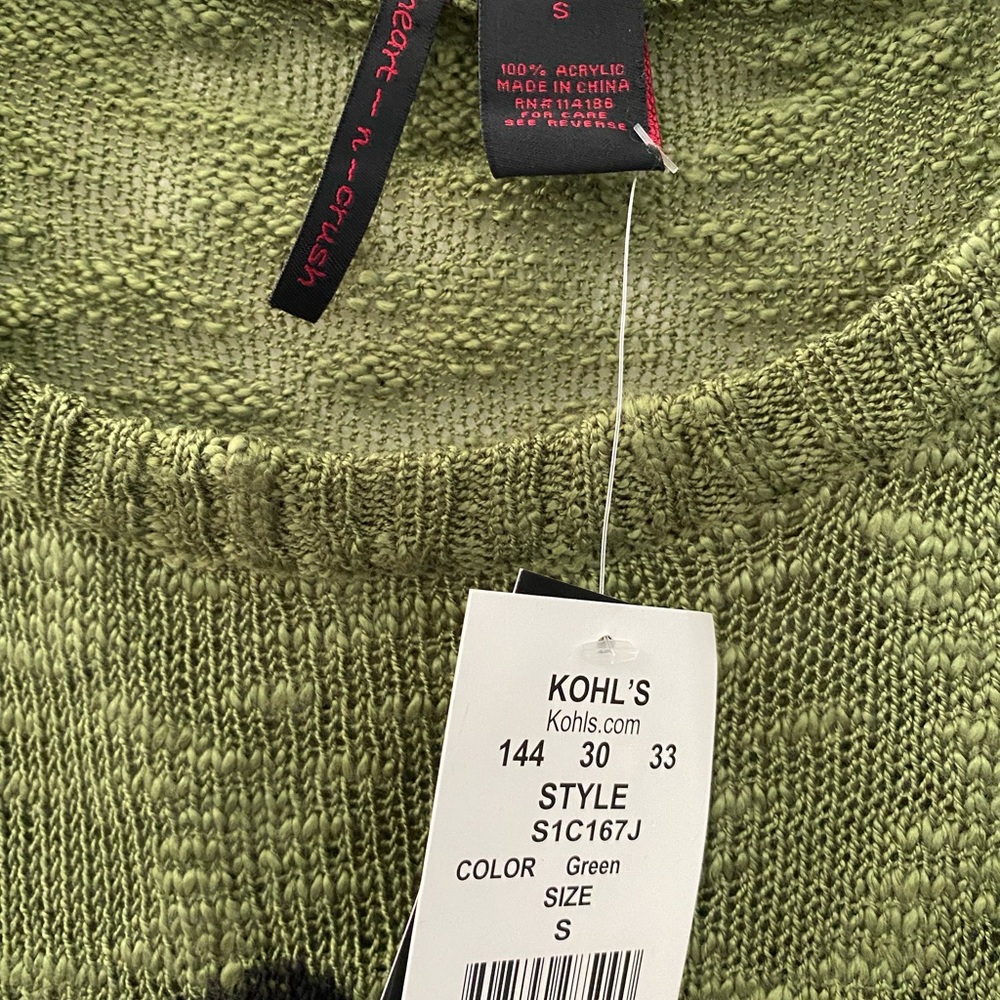 heart-n-crush
S
100% ACRYLIC
MADE IN CHINA
RN# 114186
FOR CARE
SEE REVERSE
KOHL'S
Kohls.com
144 30 33
STYLE
S1C167J
COLOR Green
SIZE
S